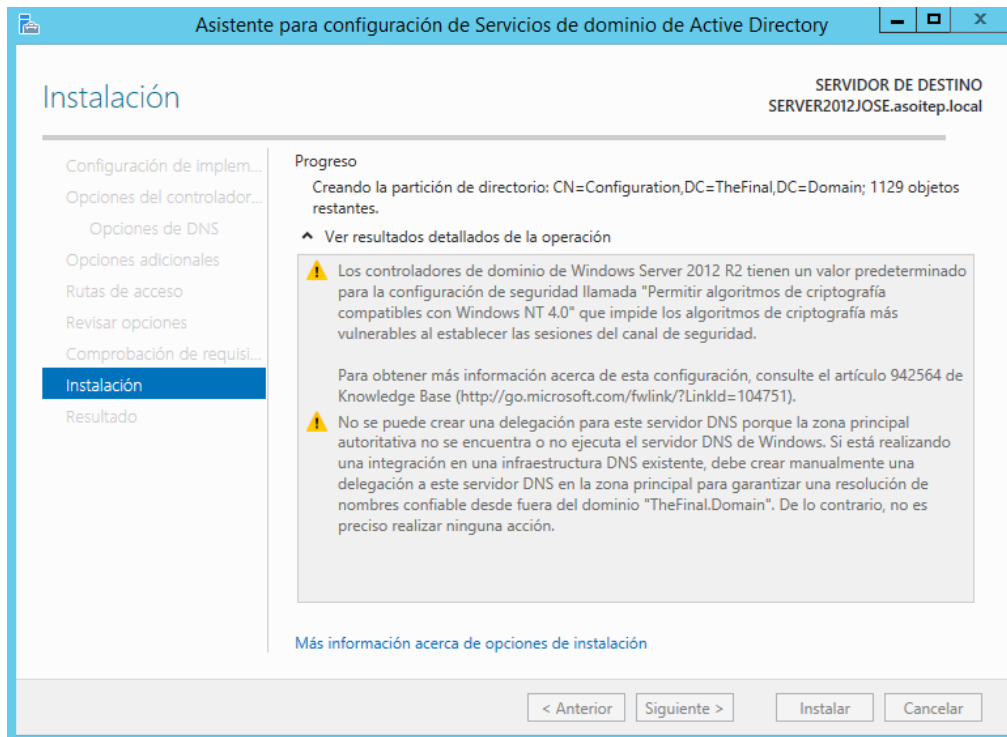 Asistente para configuración de Servicios de dominio de Active Directory
Instalación
SERVIDOR DE DESTINO
SERVER2012JOSE.asoitep.local
Configuración de implem...
Opciones del controlador...
Opciones de DNS
Opciones adicionales
Rutas de acceso
Revisar opciones
Comprobación de requisi...
Instalación
Resultado
Progreso
Creando la partición de directorio: CN=Configuration,DC=TheFinal,DC=Domain; 1129 objetos
restantes.
Ver resultados detallados de la operación
Los controladores de dominio de Windows Server 2012 R2 tienen un valor predeterminado
para la configuración de seguridad llamada "Permitir algoritmos de criptografía
compatibles con Windows NT 4.0" que impide los algoritmos de criptografía más
vulnerables al establecer las sesiones del canal de seguridad.
Para obtener más información acerca de esta configuración, consulte el artículo 942564 de
Knowledge Base (http://go.microsoft.com/fwlink/?LinkId=104751).
No se puede crear una delegación para este servidor DNS porque la zona principal
autoritativa no se encuentra o no ejecuta el servidor DNS de Windows. Si está realizando
una integración en una infraestructura DNS existente, debe crear manualmente una
delegación a este servidor DNS en la zona principal para garantizar una resolución de
nombres confiable desde fuera del dominio "TheFinal.Domain". De lo contrario, no es
preciso realizar ninguna acción.
Más información acerca de opciones de instalación
< Anterior
Siguiente >
Instalar
Cancelar